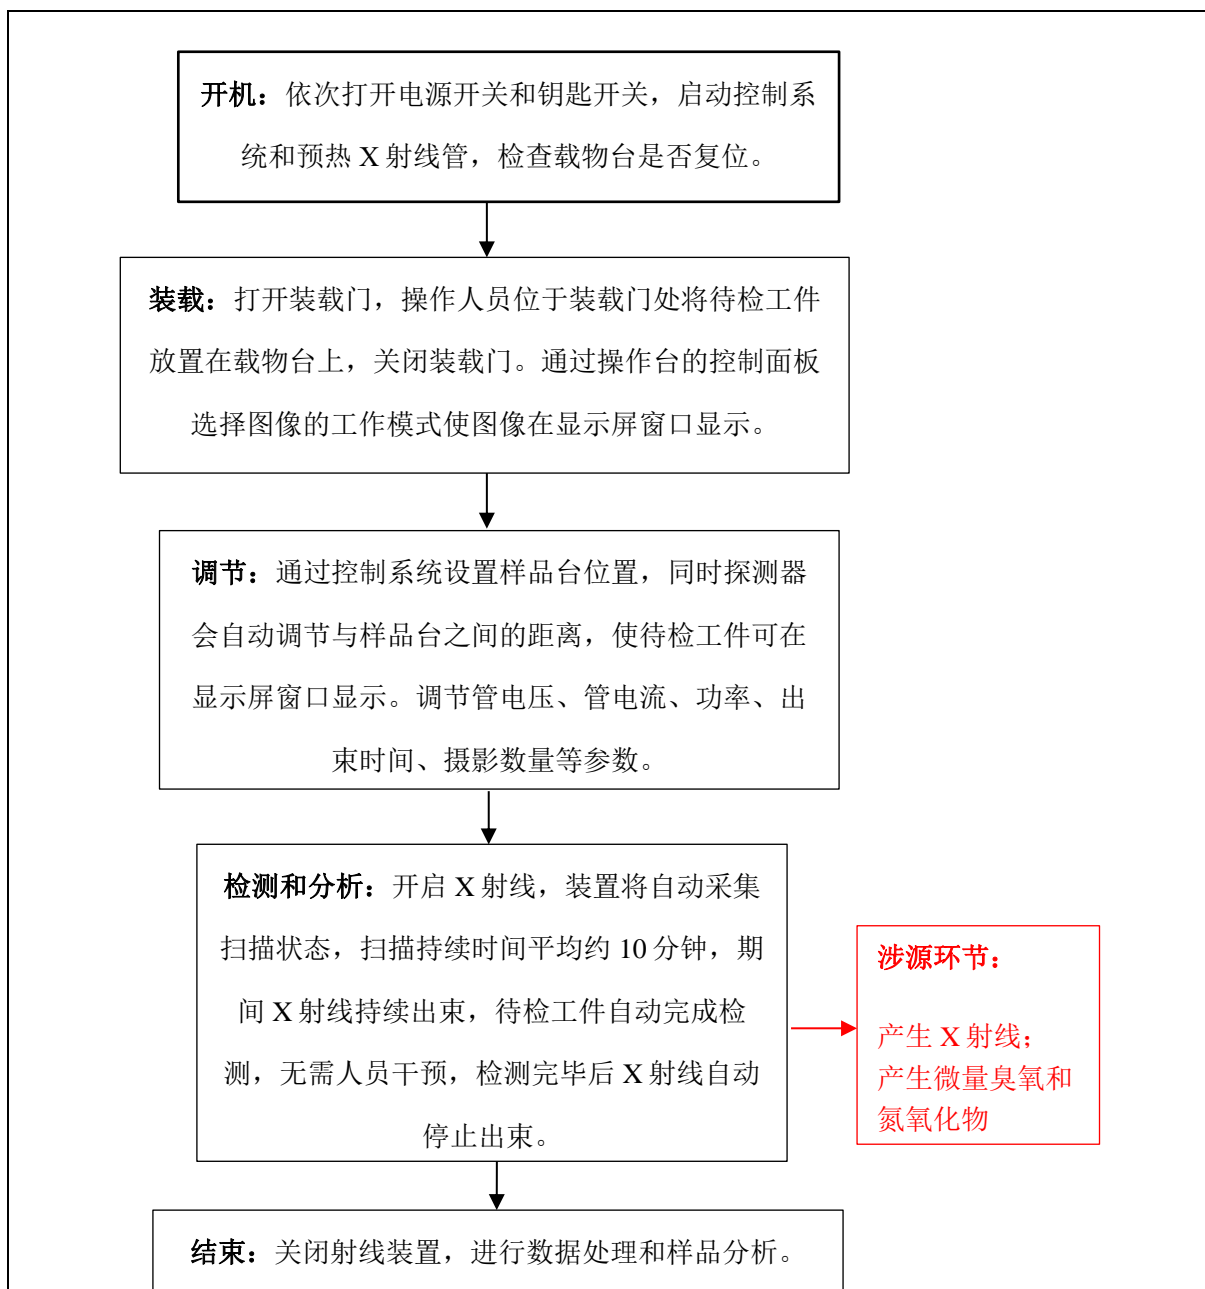 开机：依次打开电源开关和钥匙开关，启动控制系
统和预热 X 射线管，检查载物台是否复位。
装载：打开装载门，操作人员位于装载门处将待检工件
放置在载物台上，关闭装载门。通过操作台的控制面板
选择图像的工作模式使图像在显示屏窗口显示。
调节：通过控制系统设置样品台位置，同时探测器
会自动调节与样品台之间的距离，使待检工件可在
显示屏窗口显示。调节管电压、管电流、功率、出
束时间、摄影数量等参数。
检测和分析：开启 X 射线，装置将自动采集
扫描状态，扫描持续时间平均约 10 分钟，期
间 X 射线持续出束，待检工件自动完成检
测，无需人员干预，检测完毕后 X 射线自动
停止出束。
涉源环节：
产生 X 射线；
产生微量臭氧和
氮氧化物
结束：关闭射线装置，进行数据处理和样品分析。